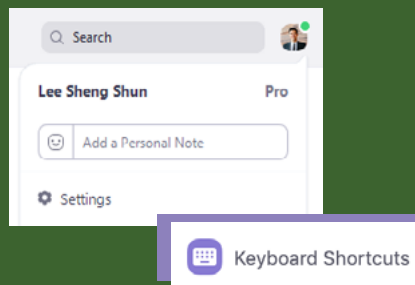 Search
Lee Sheng Shun Pro
Add a Personal Note
Settings
Keyboard Shortcuts